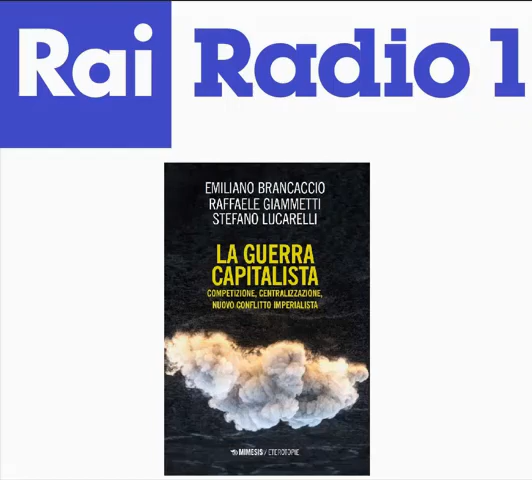 Rai Radio 1
EMILIANO BRANCACCIO
RAFFAELE GIAMMETTI
STEFANO LUCARELLI
LA GUERRA
CAPITALISTA
COMPETIZIONE, CENTRALIZZAZIONE,
NUOVO CONFLITTO IMPERIALISTA
MIMESIS / ETEROTOPIE